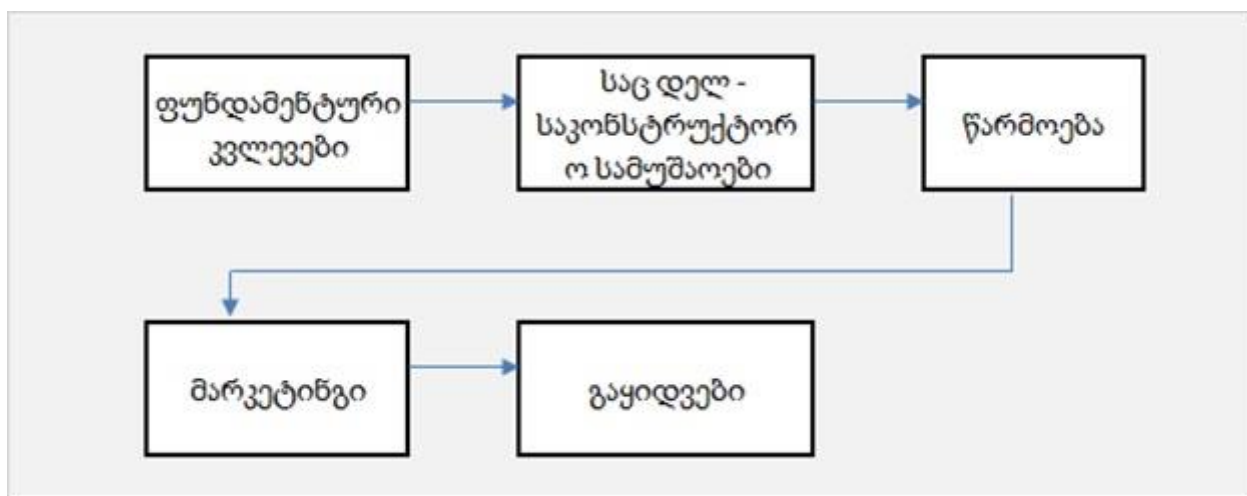 ფუნდამენტური
კვლევები
საც დელ -
საკონსტრუქტორ
ო სამუშაოები
წარმოება
მარკეტინგი
გაყიდვები